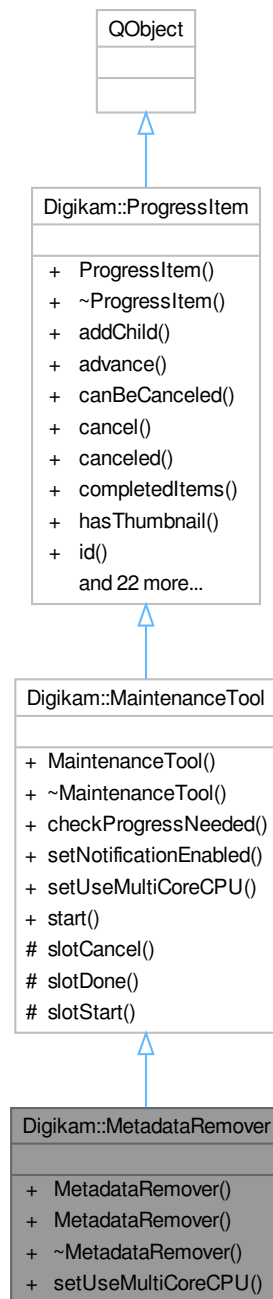 QObject
Digikam::ProgressItem
+ ProgressItem()
+ ~ProgressItem()
+ addChild()
+ advance()
+ canBeCanceled()
+ cancel()
+ canceled()
+ completedItems()
+ hasThumbnail()
+ id()
and 22 more...
Digikam::MaintenanceTool
+ MaintenanceTool()
+ ~MaintenanceTool()
+ checkProgressNeeded()
+ setNotificationEnabled()
+ setUseMultiCoreCPU()
+ start()
# slotCancel()
# slotDone()
# slotStart()
Digikam::MetadataRemover
+ MetadataRemover()
+ MetadataRemover()
+ ~MetadataRemover()
+ setUseMultiCoreCPU()